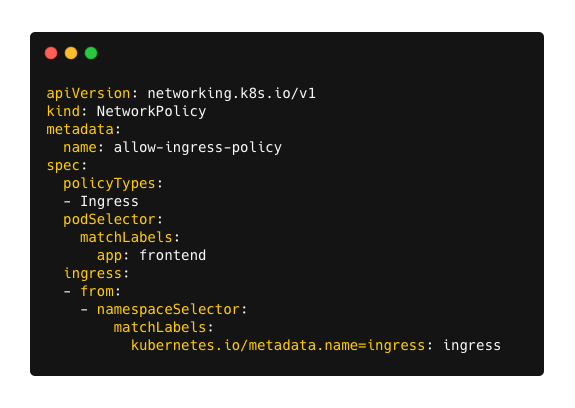 apiVersion: networking.k8s.io/v1
kind: NetworkPolicy
metadata:
  name: allow-ingress-policy
spec:
  policyTypes:
  - Ingress
  podSelector:
    matchLabels:
      app: frontend
  ingress:
  - from:
    - namespaceSelector:
        matchLabels:
          kubernetes.io/metadata.name=ingress: ingress